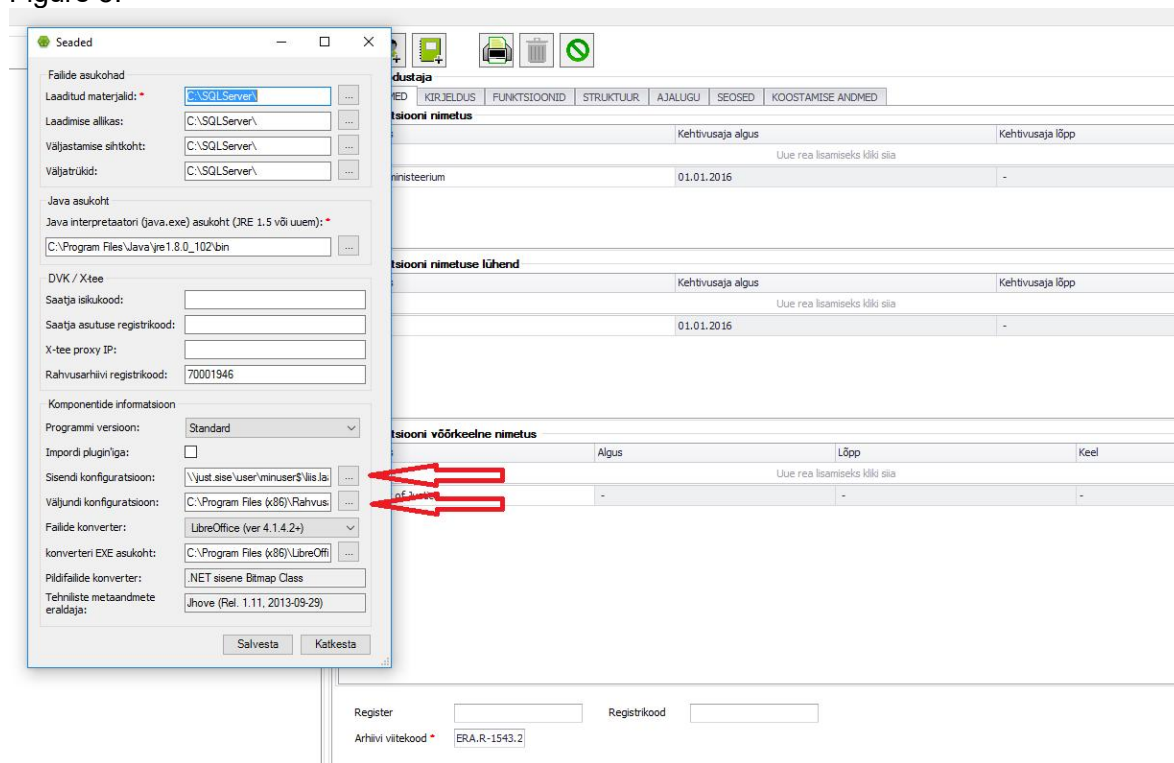 Seaded
Failide asukohad
Laaditud materjalid: * C:\SQLServer\ ...
Laadimise allikas: C:\SQLServer\ ...
Väljastamise sihtkoht: C:\SQLServer\ ...
Väljatrükid: C:\SQLServer\ ...
Java asukoht
Java interpretaatori (java.exe) asukoht (JRE 1.5 või uuem): *
C:\Program Files\Java\jre1.8.0_102\bin ...
DVK / X-tee
Saatja isikukood:
Saatja asutuse registrikood:
X-tee proxy IP:
Rahvusarhiivi registrikood: 70001946
Komponentide informatsioon
Programmi versioon: Standard
Impordi plugin'iga:
Sisendi konfiguratsioon: \\just.sise\user\minuser$\liis.la ...
Väljundi konfiguratsioon: C:\Program Files (x86)\Rahvus ...
Failide konverter: LibreOffice (ver 4.1.4.2+)
konverteri EXE asukoht: C:\Program Files (x86)\LibreOffi ...
Pildifailide konverter: .NET sisene Bitmap Class
Tehniliste metaandmete
eraldaja: Jhove (Rel. 1.11, 2013-09-29)
Salvesta Katkesta
dustaja
MED KIRJELDUS FUNKTSIOONID STRUKTUUR AJALUGU SEOSED KOOSTAMISE ANDMED
tsiooni nimetus
Kehtivusaja algus Kehtivusaja lõpp
Uue rea lisamiseks kliki siia
ministeerium 01.01.2016 -
tsiooni nimetuse lühend
Kehtivusaja algus Kehtivusaja lõpp
Uue rea lisamiseks kliki siia
01.01.2016 -
tsiooni võõrkeelne nimetus
Algus Lõpp Keel
Uue rea lisamiseks kliki siia
of Justice - - -
Register Registrikood
Arhiivi viitekood * ERA.R-1543.2